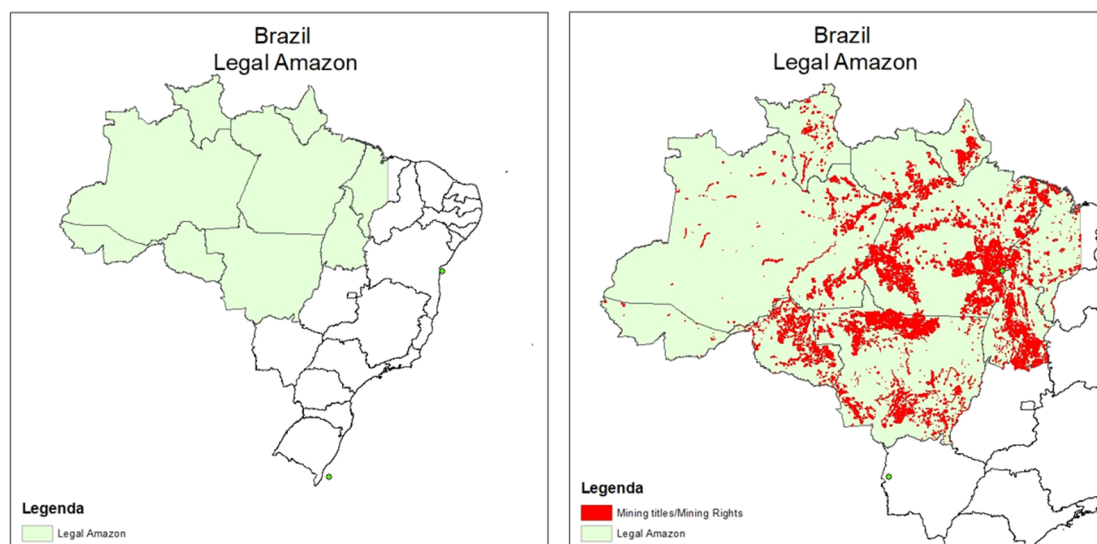 Brazil
Legal Amazon
Legenda
Legal Amazon
Brazil
Legal Amazon
Legenda
Mining titles/Mining Rights
Legal Amazon